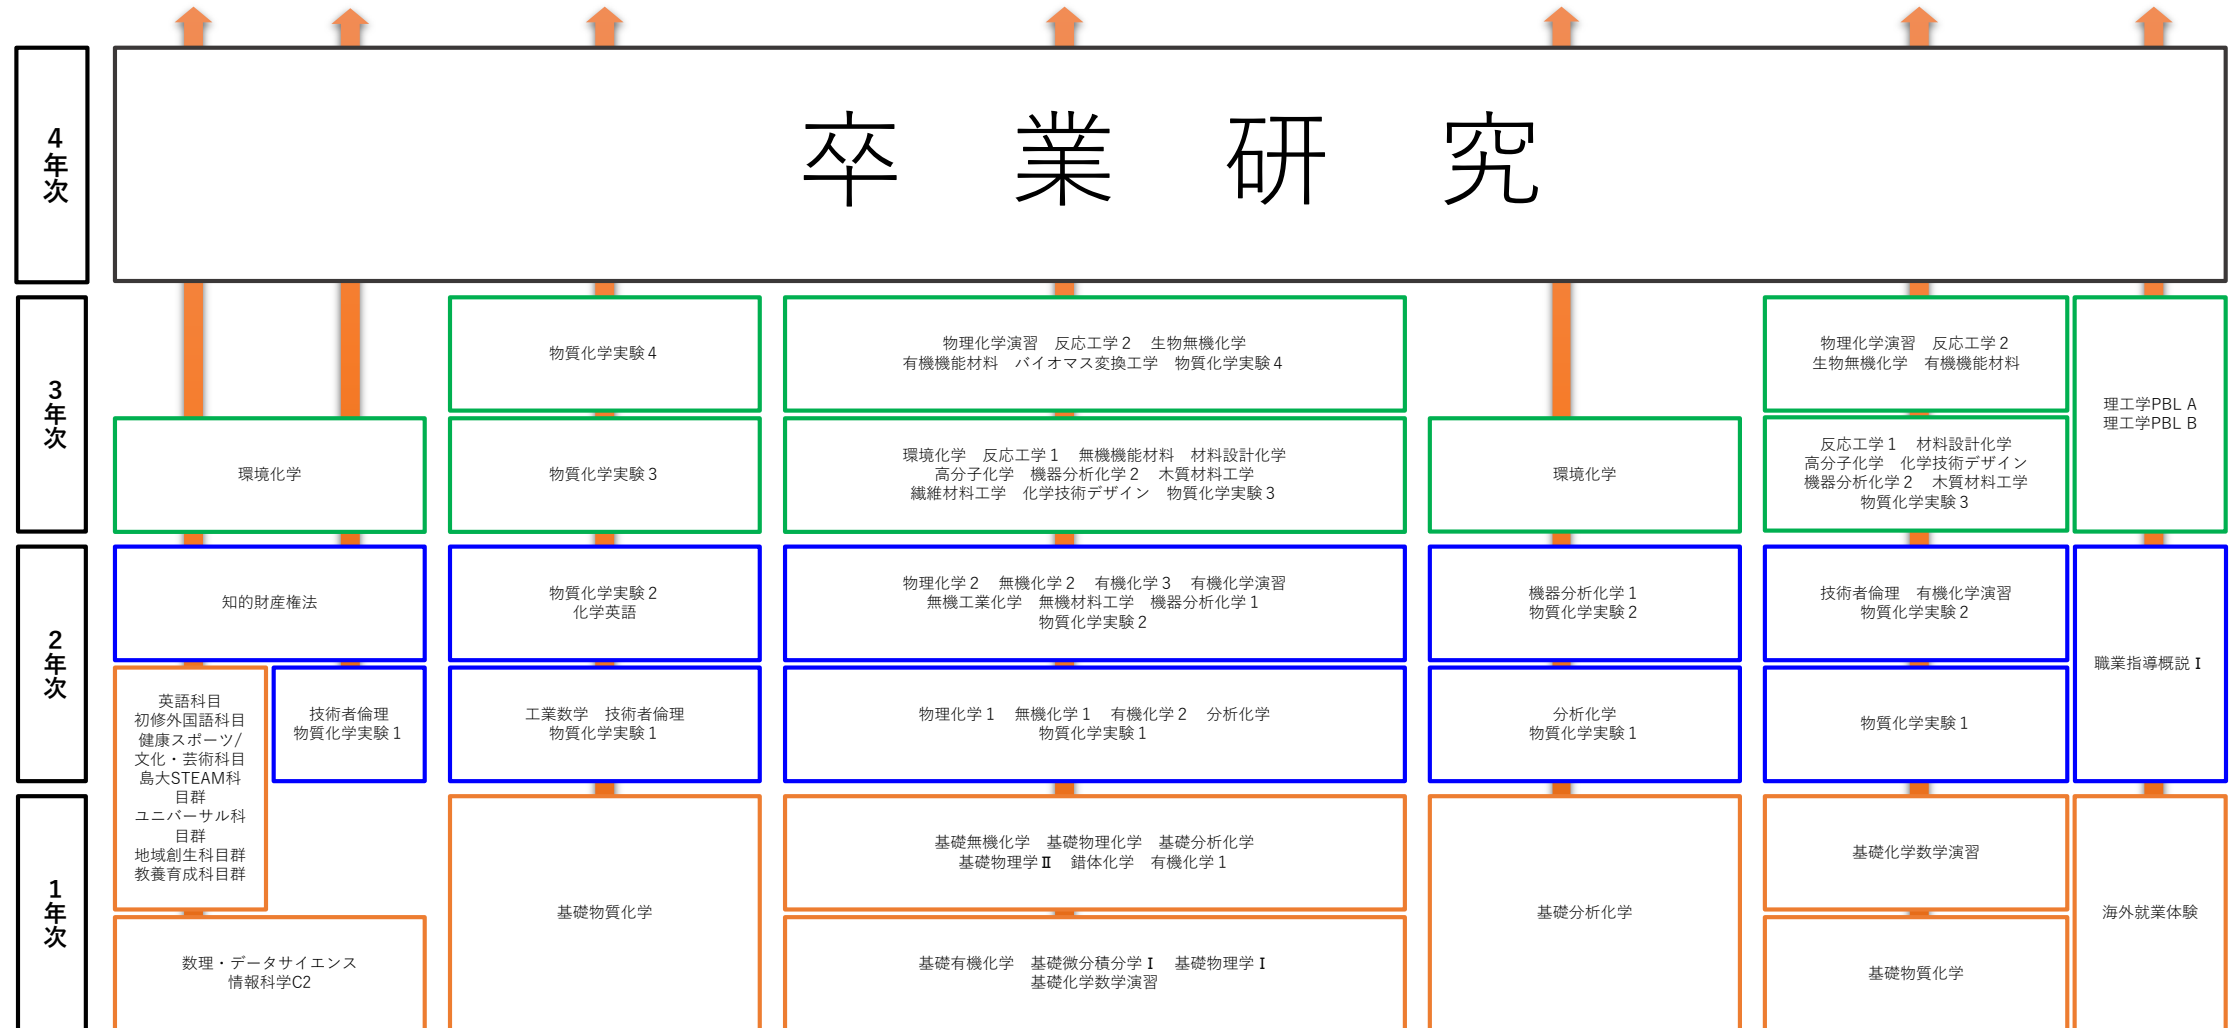 4年次
卒　業　研　究
3年次
物質化学実験4
物理化学演習　反応工学2　生物無機化学
有機機能材料　バイオマス変換工学　物質化学実験4
物理化学演習　反応工学2
生物無機化学　有機機能材料
理工学PBL A
理工学PBL B
環境化学
物質化学実験3
環境化学　反応工学1　無機機能材料　材料設計化学
高分子化学　機器分析化学2　木質材料工学
繊維材料工学　化学技術デザイン　物質化学実験3
環境化学
反応工学1　材料設計化学
高分子化学　化学技術デザイン
機器分析化学2　木質材料工学
物質化学実験3
2年次
知的財産権法
物質化学実験2
化学英語
物理化学2　無機化学2　有機化学3　有機化学演習
無機工業化学　無機材料工学　機器分析化学1
物質化学実験2
機器分析化学1
物質化学実験2
技術者倫理　有機化学演習
物質化学実験2
職業指導概説Ⅰ
英語科目
初修外国語科目
健康スポーツ/
文化・芸術科目
島大STEAM科
目群
ユニバーサル科
目群
地域創生科目群
教養育成科目群
技術者倫理
物質化学実験1
工業数学　技術者倫理
物質化学実験1
物理化学1　無機化学1　有機化学2　分析化学
物質化学実験1
分析化学
物質化学実験1
物質化学実験1
1年次
基礎物質化学
基礎無機化学　基礎物理化学　基礎分析化学
基礎物理学Ⅱ　錯体化学　有機化学1
基礎分析化学
基礎化学数学演習
海外就業体験
数理・データサイエンス
情報科学C2
基礎有機化学　基礎微分積分学Ⅰ　基礎物理学Ⅰ
基礎化学数学演習
基礎物質化学